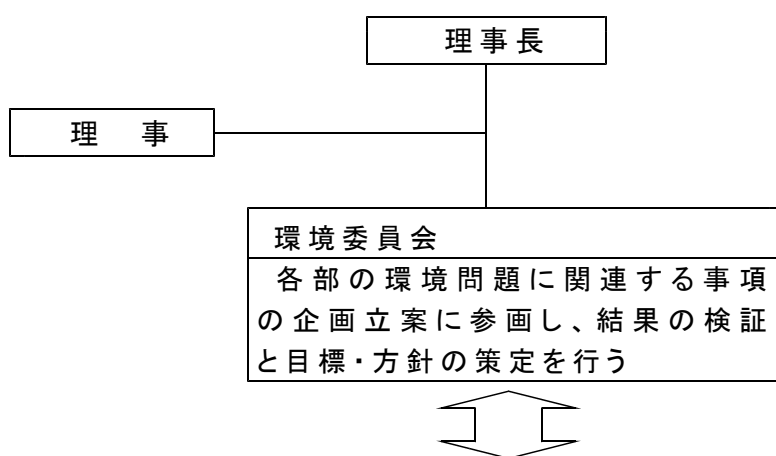 理事長
理　事
環境委員会
各部の環境問題に関連する事項
の企画立案に参画し、結果の検証
と目標・方針の策定を行う